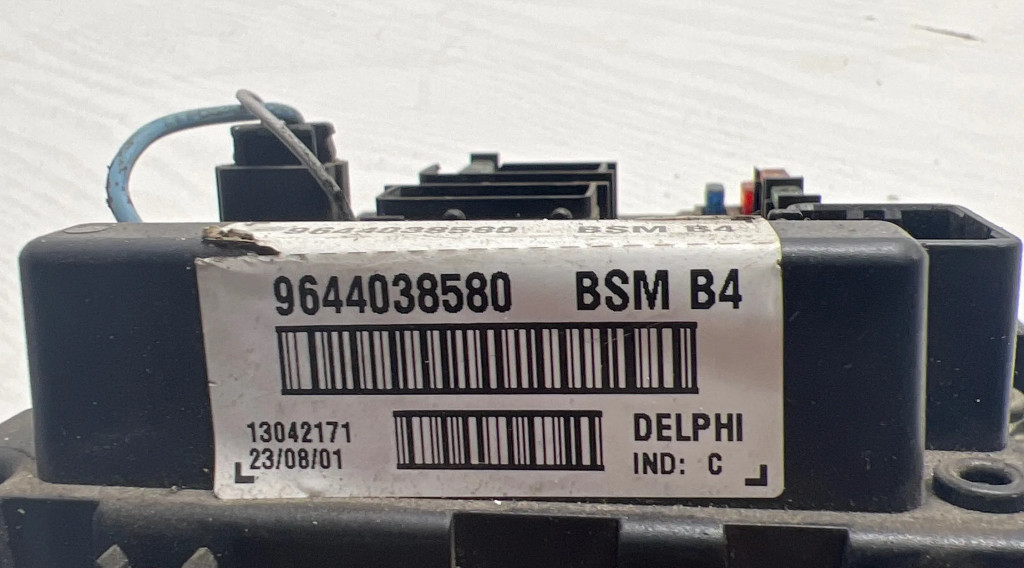 9644038580 BSM B4
9644038580 BSM B4
13042171
23/08/01
DELPHI
IND: C